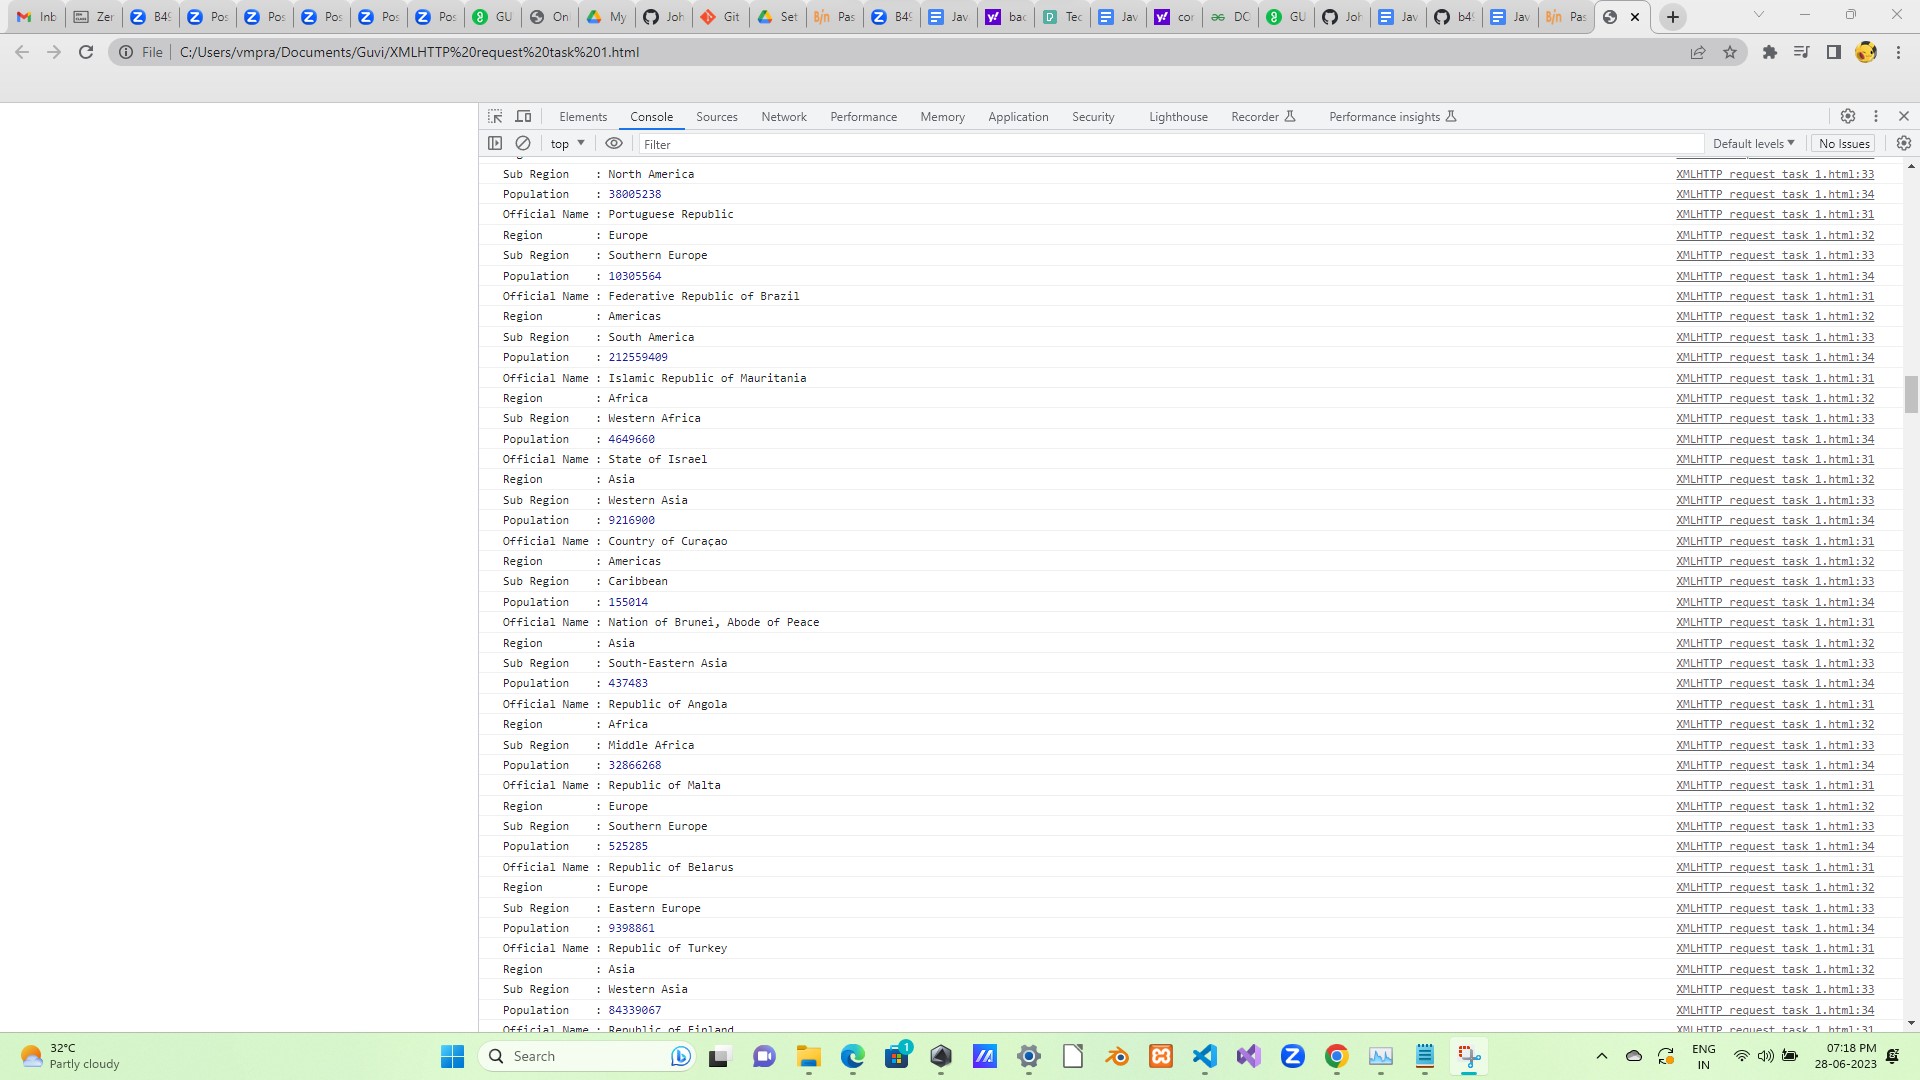 Inb Zer B49 Pos Pos Pos Pos Pos GU Onl My Joh Git Set Pas B49 Jav bac Tec Jav cor DC GU Joh Jav b49 Jav Pas
File C:/Users/vmpra/Documents/Guvi/XMLHTTP%20request%20task%201.html
Elements Console Sources Network Performance Memory Application Security Lighthouse Recorder Performance insights
top Filter Default levels No Issues
Sub Region : North America XMLHTTP request task 1.html:33
Population : 38005238 XMLHTTP request task 1.html:34
Official Name : Portuguese Republic XMLHTTP request task 1.html:31
Region : Europe XMLHTTP request task 1.html:32
Sub Region : Southern Europe XMLHTTP request task 1.html:33
Population : 10305564 XMLHTTP request task 1.html:34
Official Name : Federative Republic of Brazil XMLHTTP request task 1.html:31
Region : Americas XMLHTTP request task 1.html:32
Sub Region : South America XMLHTTP request task 1.html:33
Population : 212559409 XMLHTTP request task 1.html:34
Official Name : Islamic Republic of Mauritania XMLHTTP request task 1.html:31
Region : Africa XMLHTTP request task 1.html:32
Sub Region : Western Africa XMLHTTP request task 1.html:33
Population : 4649660 XMLHTTP request task 1.html:34
Official Name : State of Israel XMLHTTP request task 1.html:31
Region : Asia XMLHTTP request task 1.html:32
Sub Region : Western Asia XMLHTTP request task 1.html:33
Population : 9216900 XMLHTTP request task 1.html:34
Official Name : Country of Curaçao XMLHTTP request task 1.html:31
Region : Americas XMLHTTP request task 1.html:32
Sub Region : Caribbean XMLHTTP request task 1.html:33
Population : 155014 XMLHTTP request task 1.html:34
Official Name : Nation of Brunei, Abode of Peace XMLHTTP request task 1.html:31
Region : Asia XMLHTTP request task 1.html:32
Sub Region : South-Eastern Asia XMLHTTP request task 1.html:33
Population : 437483 XMLHTTP request task 1.html:34
Official Name : Republic of Angola XMLHTTP request task 1.html:31
Region : Africa XMLHTTP request task 1.html:32
Sub Region : Middle Africa XMLHTTP request task 1.html:33
Population : 32866268 XMLHTTP request task 1.html:34
Official Name : Republic of Malta XMLHTTP request task 1.html:31
Region : Europe XMLHTTP request task 1.html:32
Sub Region : Southern Europe XMLHTTP request task 1.html:33
Population : 525285 XMLHTTP request task 1.html:34
Official Name : Republic of Belarus XMLHTTP request task 1.html:31
Region : Europe XMLHTTP request task 1.html:32
Sub Region : Eastern Europe XMLHTTP request task 1.html:33
Population : 9398861 XMLHTTP request task 1.html:34
Official Name : Republic of Turkey XMLHTTP request task 1.html:31
Region : Asia XMLHTTP request task 1.html:32
Sub Region : Western Asia XMLHTTP request task 1.html:33
Population : 84339067 XMLHTTP request task 1.html:34
Official Name : Republic of Finland XMLHTTP request task 1.html:31
32°C
Partly cloudy
Search
1
ENG
IN
07:18 PM
28-06-2023